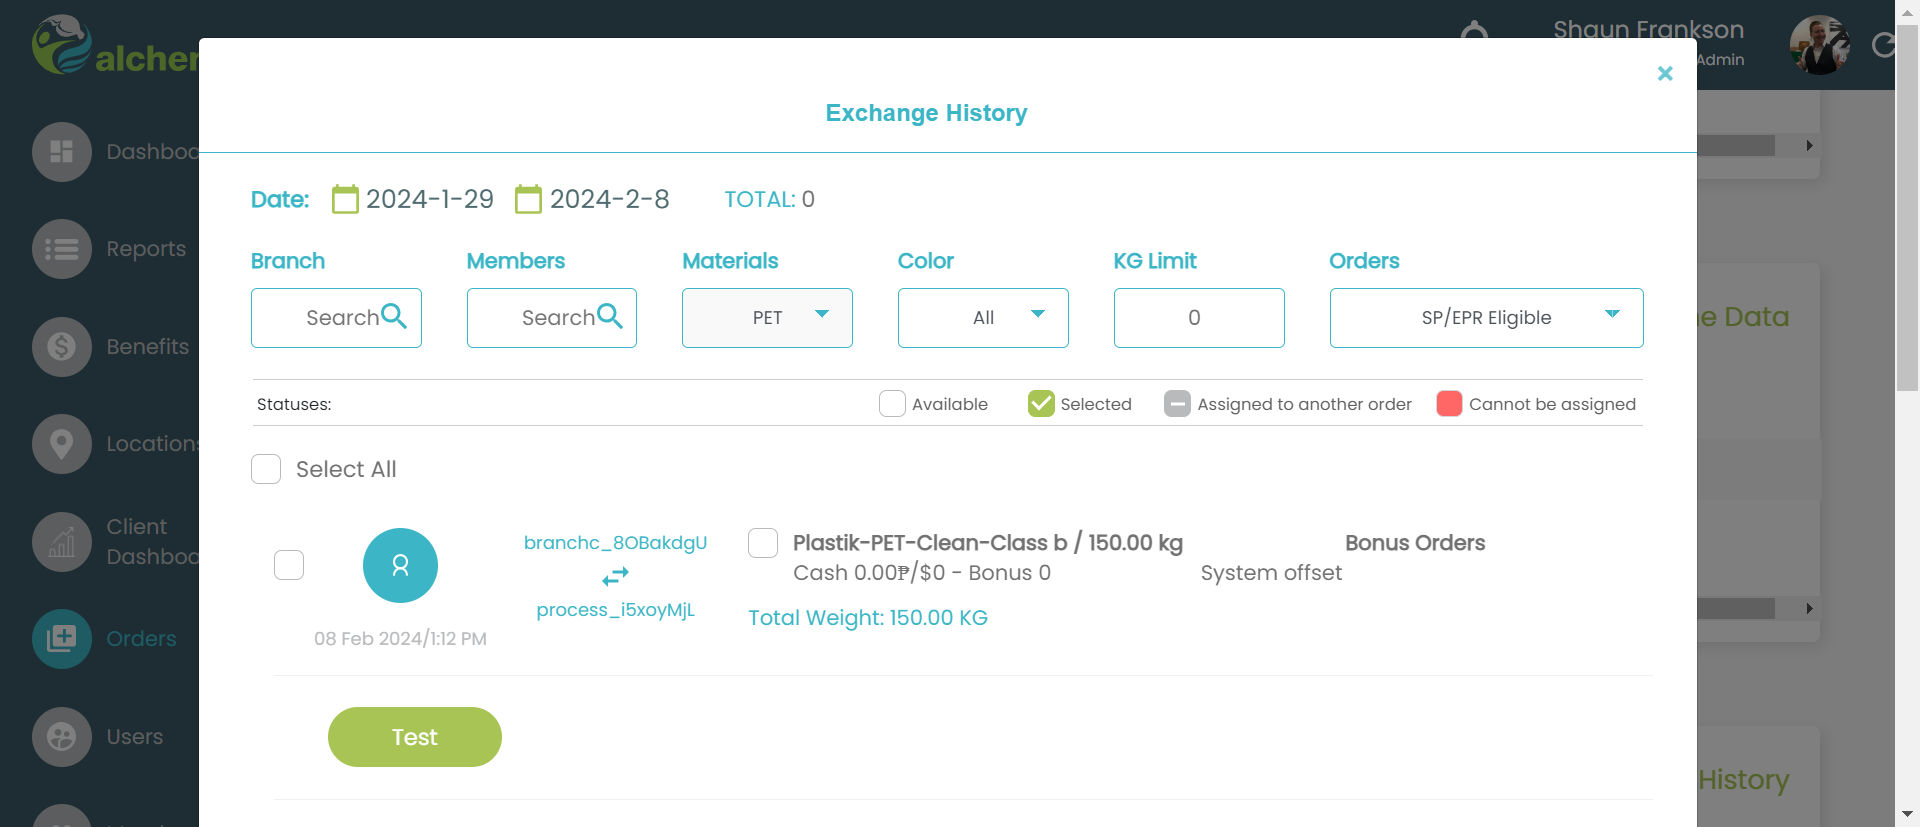 alcher
Shaun Frankson
Admin
Exchange History
Dashboa
Reports
Benefits
Locations
Client
Dashboa
Orders
Users
Date: 2024-1-29 2024-2-8 TOTAL: 0
Branch Members Materials Color KG Limit Orders
Search Search PET All 0 SP/EPR Eligible
Statuses: Available Selected Assigned to another order Cannot be assigned
Select All
branchc_8OBakdgU
process_i5xoyMjL
08 Feb 2024/1:12 PM
Plastik-PET-Clean-Class b / 150.00 kg
Cash 0.00₱/$0 - Bonus 0
System offset
Bonus Orders
Total Weight: 150.00 KG
Test
e Data
History